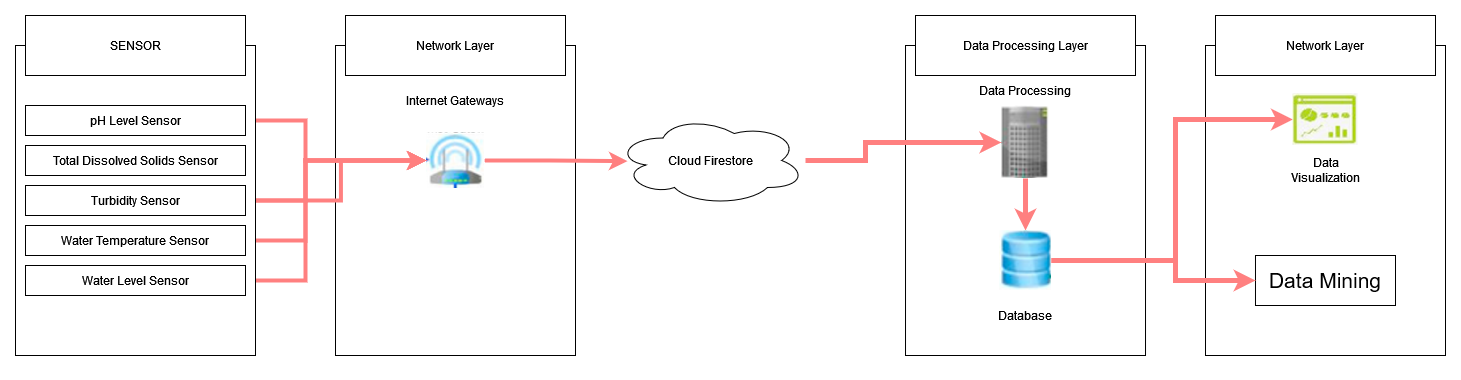 SENSOR
pH Level Sensor
Total Dissolved Solids Sensor
Turbidity Sensor
Water Temperature Sensor
Water Level Sensor
Network Layer
Internet Gateways
Cloud Firestore
Data Processing Layer
Data Processing
Database
Network Layer
Data
Visualization
Data Mining